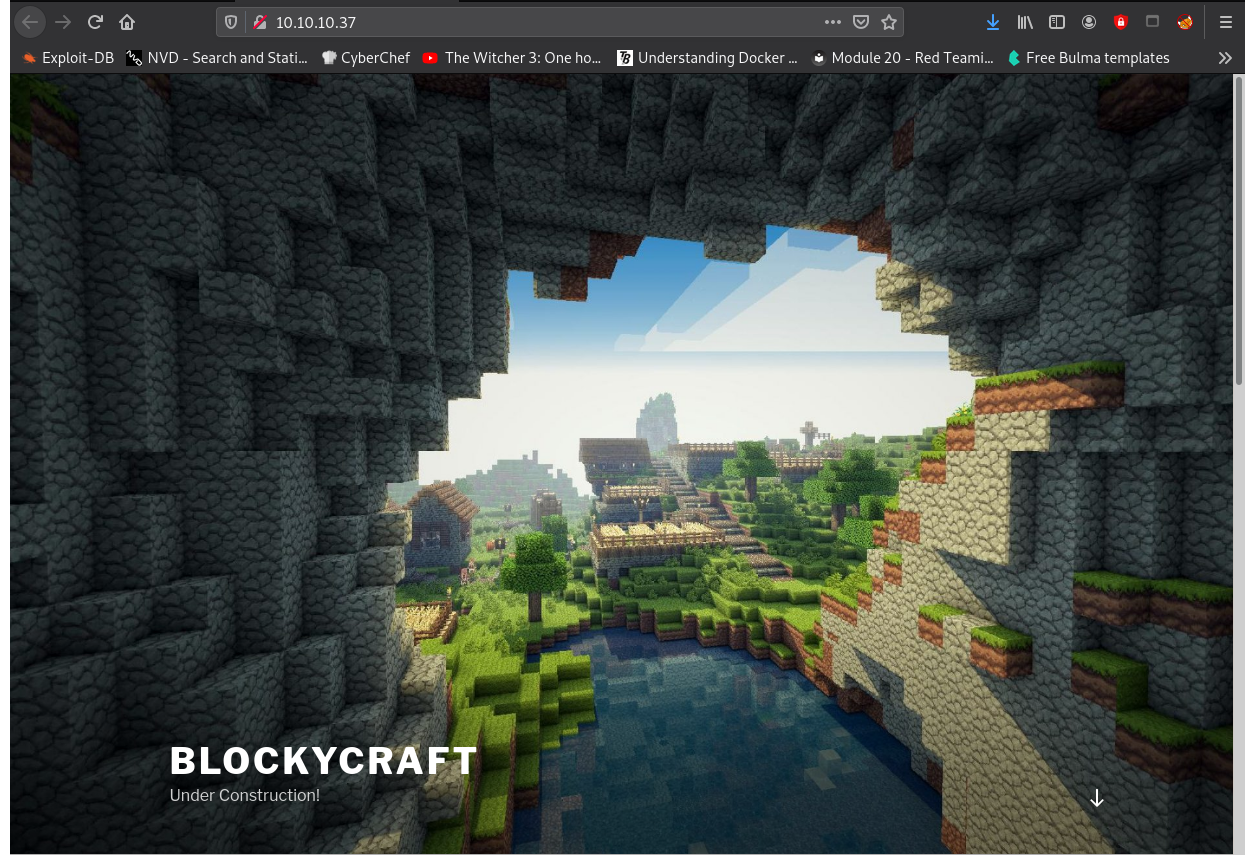 10.10.10.37
Exploit-DB NVD - Search and Stati... CyberChef The Witcher 3: One ho... Understanding Docker ... Module 20 - Red Teami... Free Bulma templates
BLOCKYCRAFT
Under Construction!